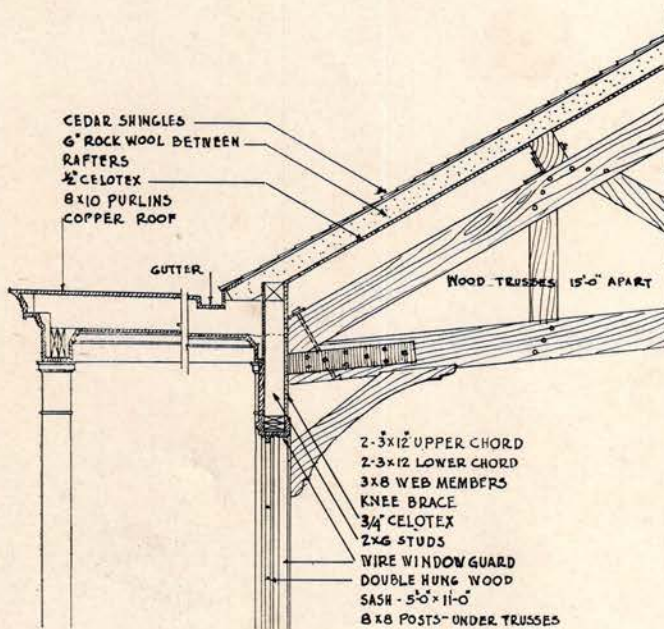 CEDAR SHINGLES
6" ROCK WOOL BETWEEN
RAFTERS
½" CELOTEX
8X10 PURLINS
COPPER ROOF
GUTTER
WOOD TRUSSES 15'-0" APART
2-3"X12" UPPER CHORD
2-3X12 LOWER CHORD
3X8 WEB MEMBERS
KNEE BRACE
3/4" CELOTEX
2X6 STUDS
WIRE WINDOW GUARD
DOUBLE HUNG WOOD
SASH - 5'-0" X 11'-0"
8X8 POSTS - UNDER TRUSSES